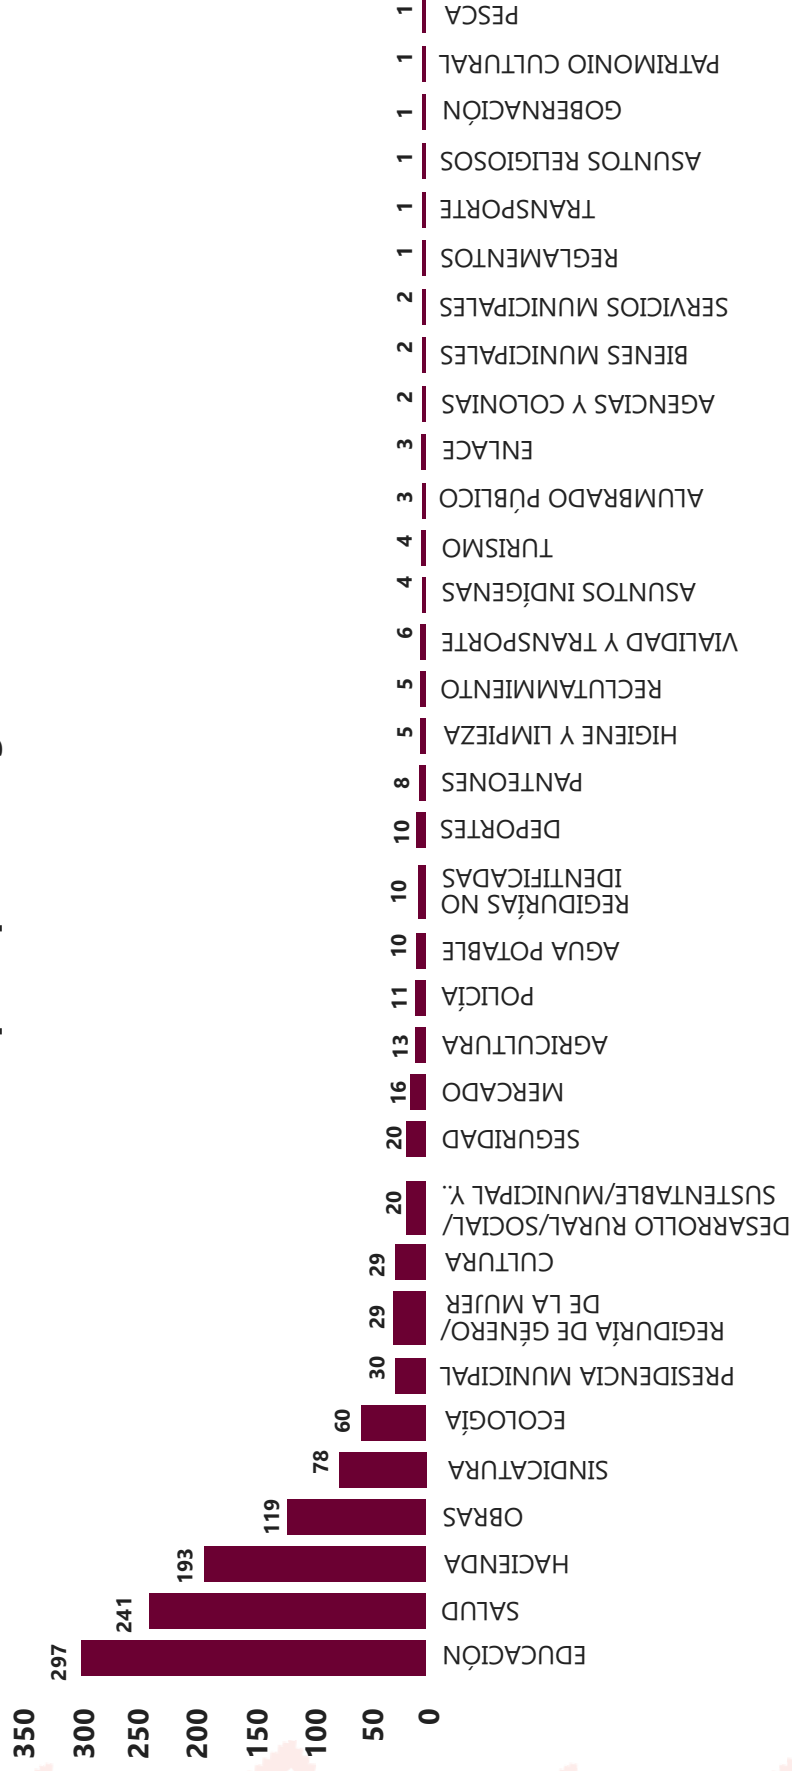 350
300
250
200
150
100
50
0
297
EDUCACIÓN
241
SALUD
193
HACIENDA
119
OBRAS
78
SINDICATURA
60
ECOLOGÍA
30
PRESIDENCIA MUNICIPAL
29
REGIDURÍA DE GÉNERO/
DE LA MUJER
29
CULTURA
20
DESARROLLO RURAL/SOCIAL/
SUSTENTABLE/MUNICIPAL Y..
20
SEGURIDAD
16
MERCADO
13
AGRICULTURA
11
POLICÍA
10
AGUA POTABLE
10
REGIDURÍAS NO
IDENTIFICADAS
10
DEPORTES
8
PANTEONES
5
HIGIENE Y LIMPIEZA
5
RECLUTAMMIENTO
6
VIALIDAD Y TRANSPORTE
4
ASUNTOS INDÍGENAS
4
TURISMO
3
ALUMBRADO PÚBLICO
3
ENLACE
2
AGENCIAS Y COLONIAS
2
BIENES MUNICIPALES
2
SERVICIOS MUNICIPALES
1
REGLAMENTOS
1
TRANSPORTE
1
ASUNTOS RELIGIOSOS
1
GOBERNACIÓN
1
PATRIMONIO CULTURAL
1
PESCA